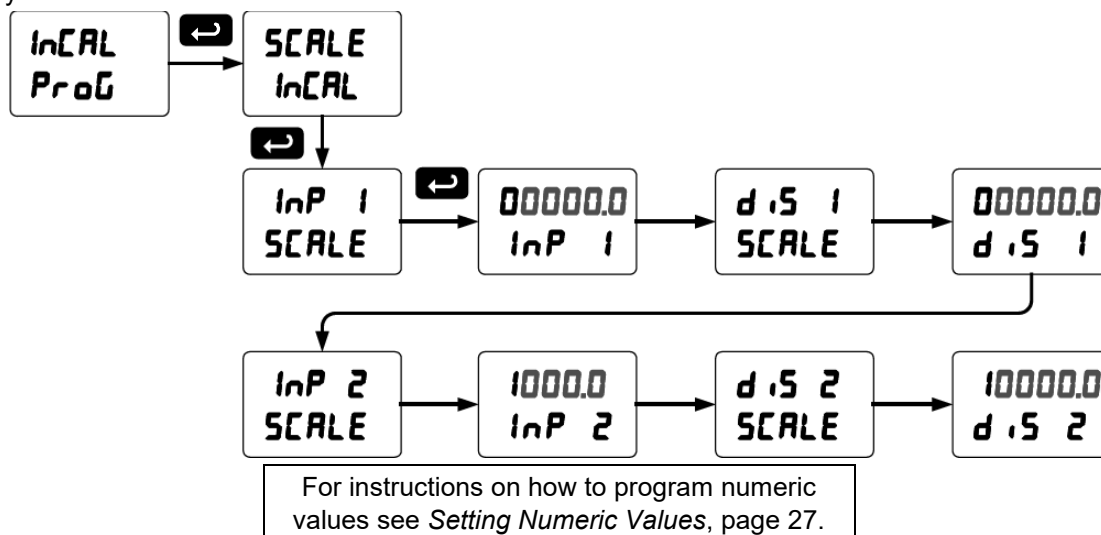 y
InCAL
ProG
SCALE
InCAL
InP 1
SCALE
00000.0
InP 1
diS 1
SCALE
00000.0
diS 1
InP 2
SCALE
1000.0
InP 2
diS 2
SCALE
10000.0
diS 2
For instructions on how to program numeric
values see Setting Numeric Values, page 27.